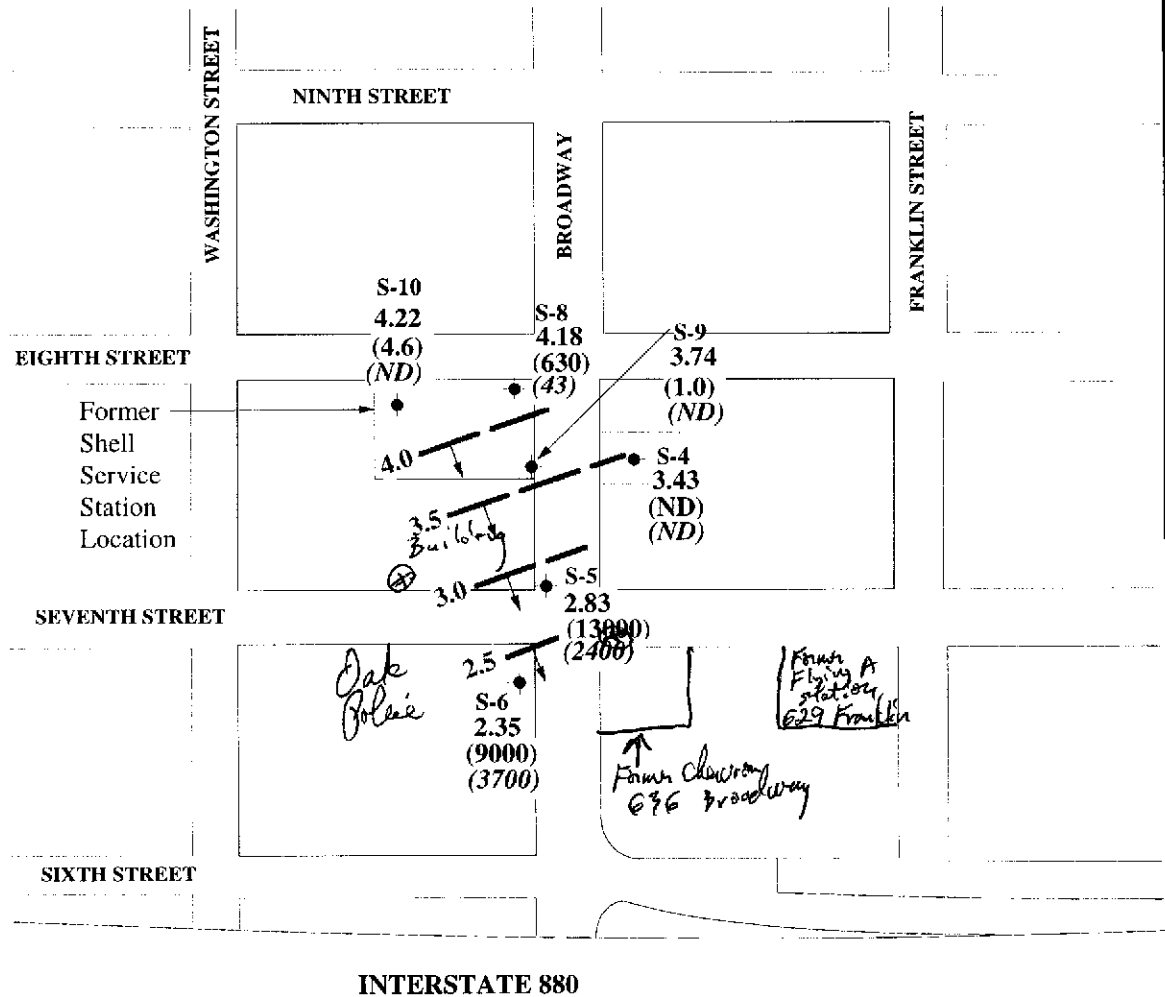 WASHINGTON STREET
NINTH STREET
BROADWAY
FRANKLIN STREET
S-10
4.22
(4.6)
(ND)
S-8
4.18
(630)
(43)
S-9
3.74
(1.0)
(ND)
EIGHTH STREET
Former
Shell
Service
Station
Location
4.0
S-4
3.43
(ND)
(ND)
3.5
Building
3.0
S-5
2.83
(13000)
(2400)
SEVENTH STREET
2.5
Oak
Police
S-6
2.35
(9000)
(3700)
Former
Flying A
station
629 Franklin
Former Chevron
636 Broadway
SIXTH STREET
INTERSTATE 880